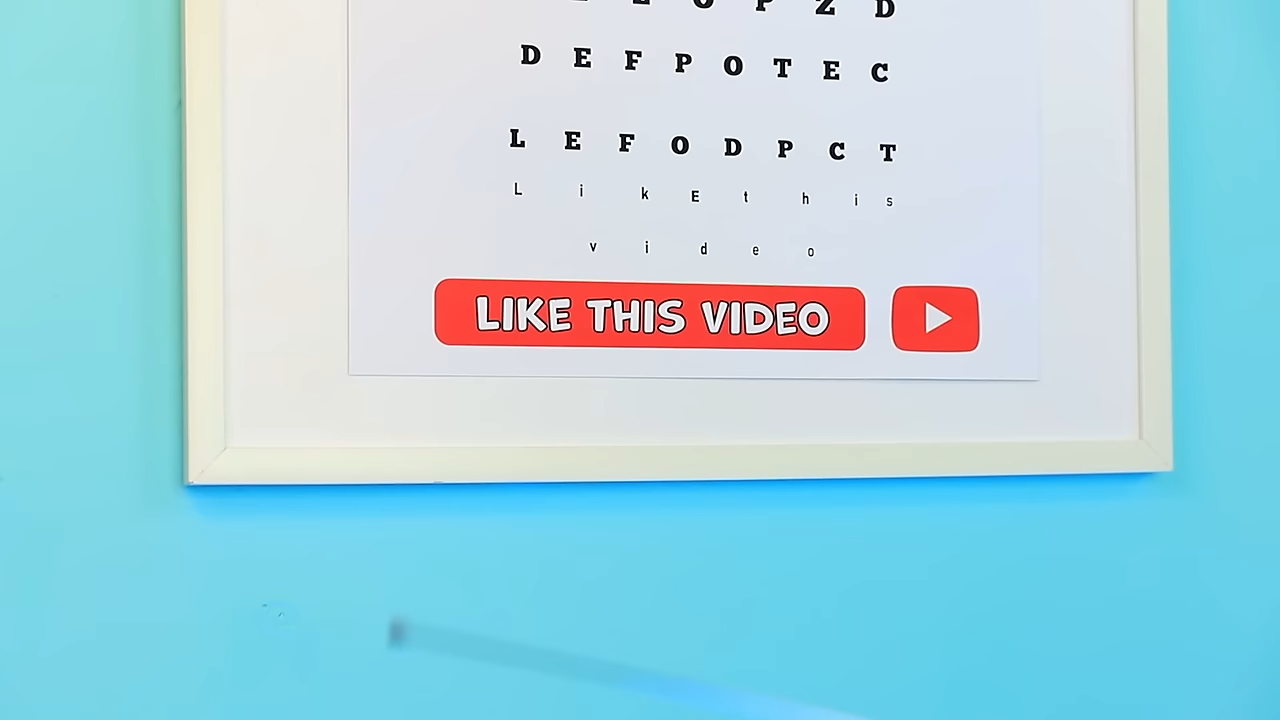 O P Z D
D E F P O T E C
L E F O D P C T
L i k E t h i s
v i d e o
LIKE THIS VIDEO